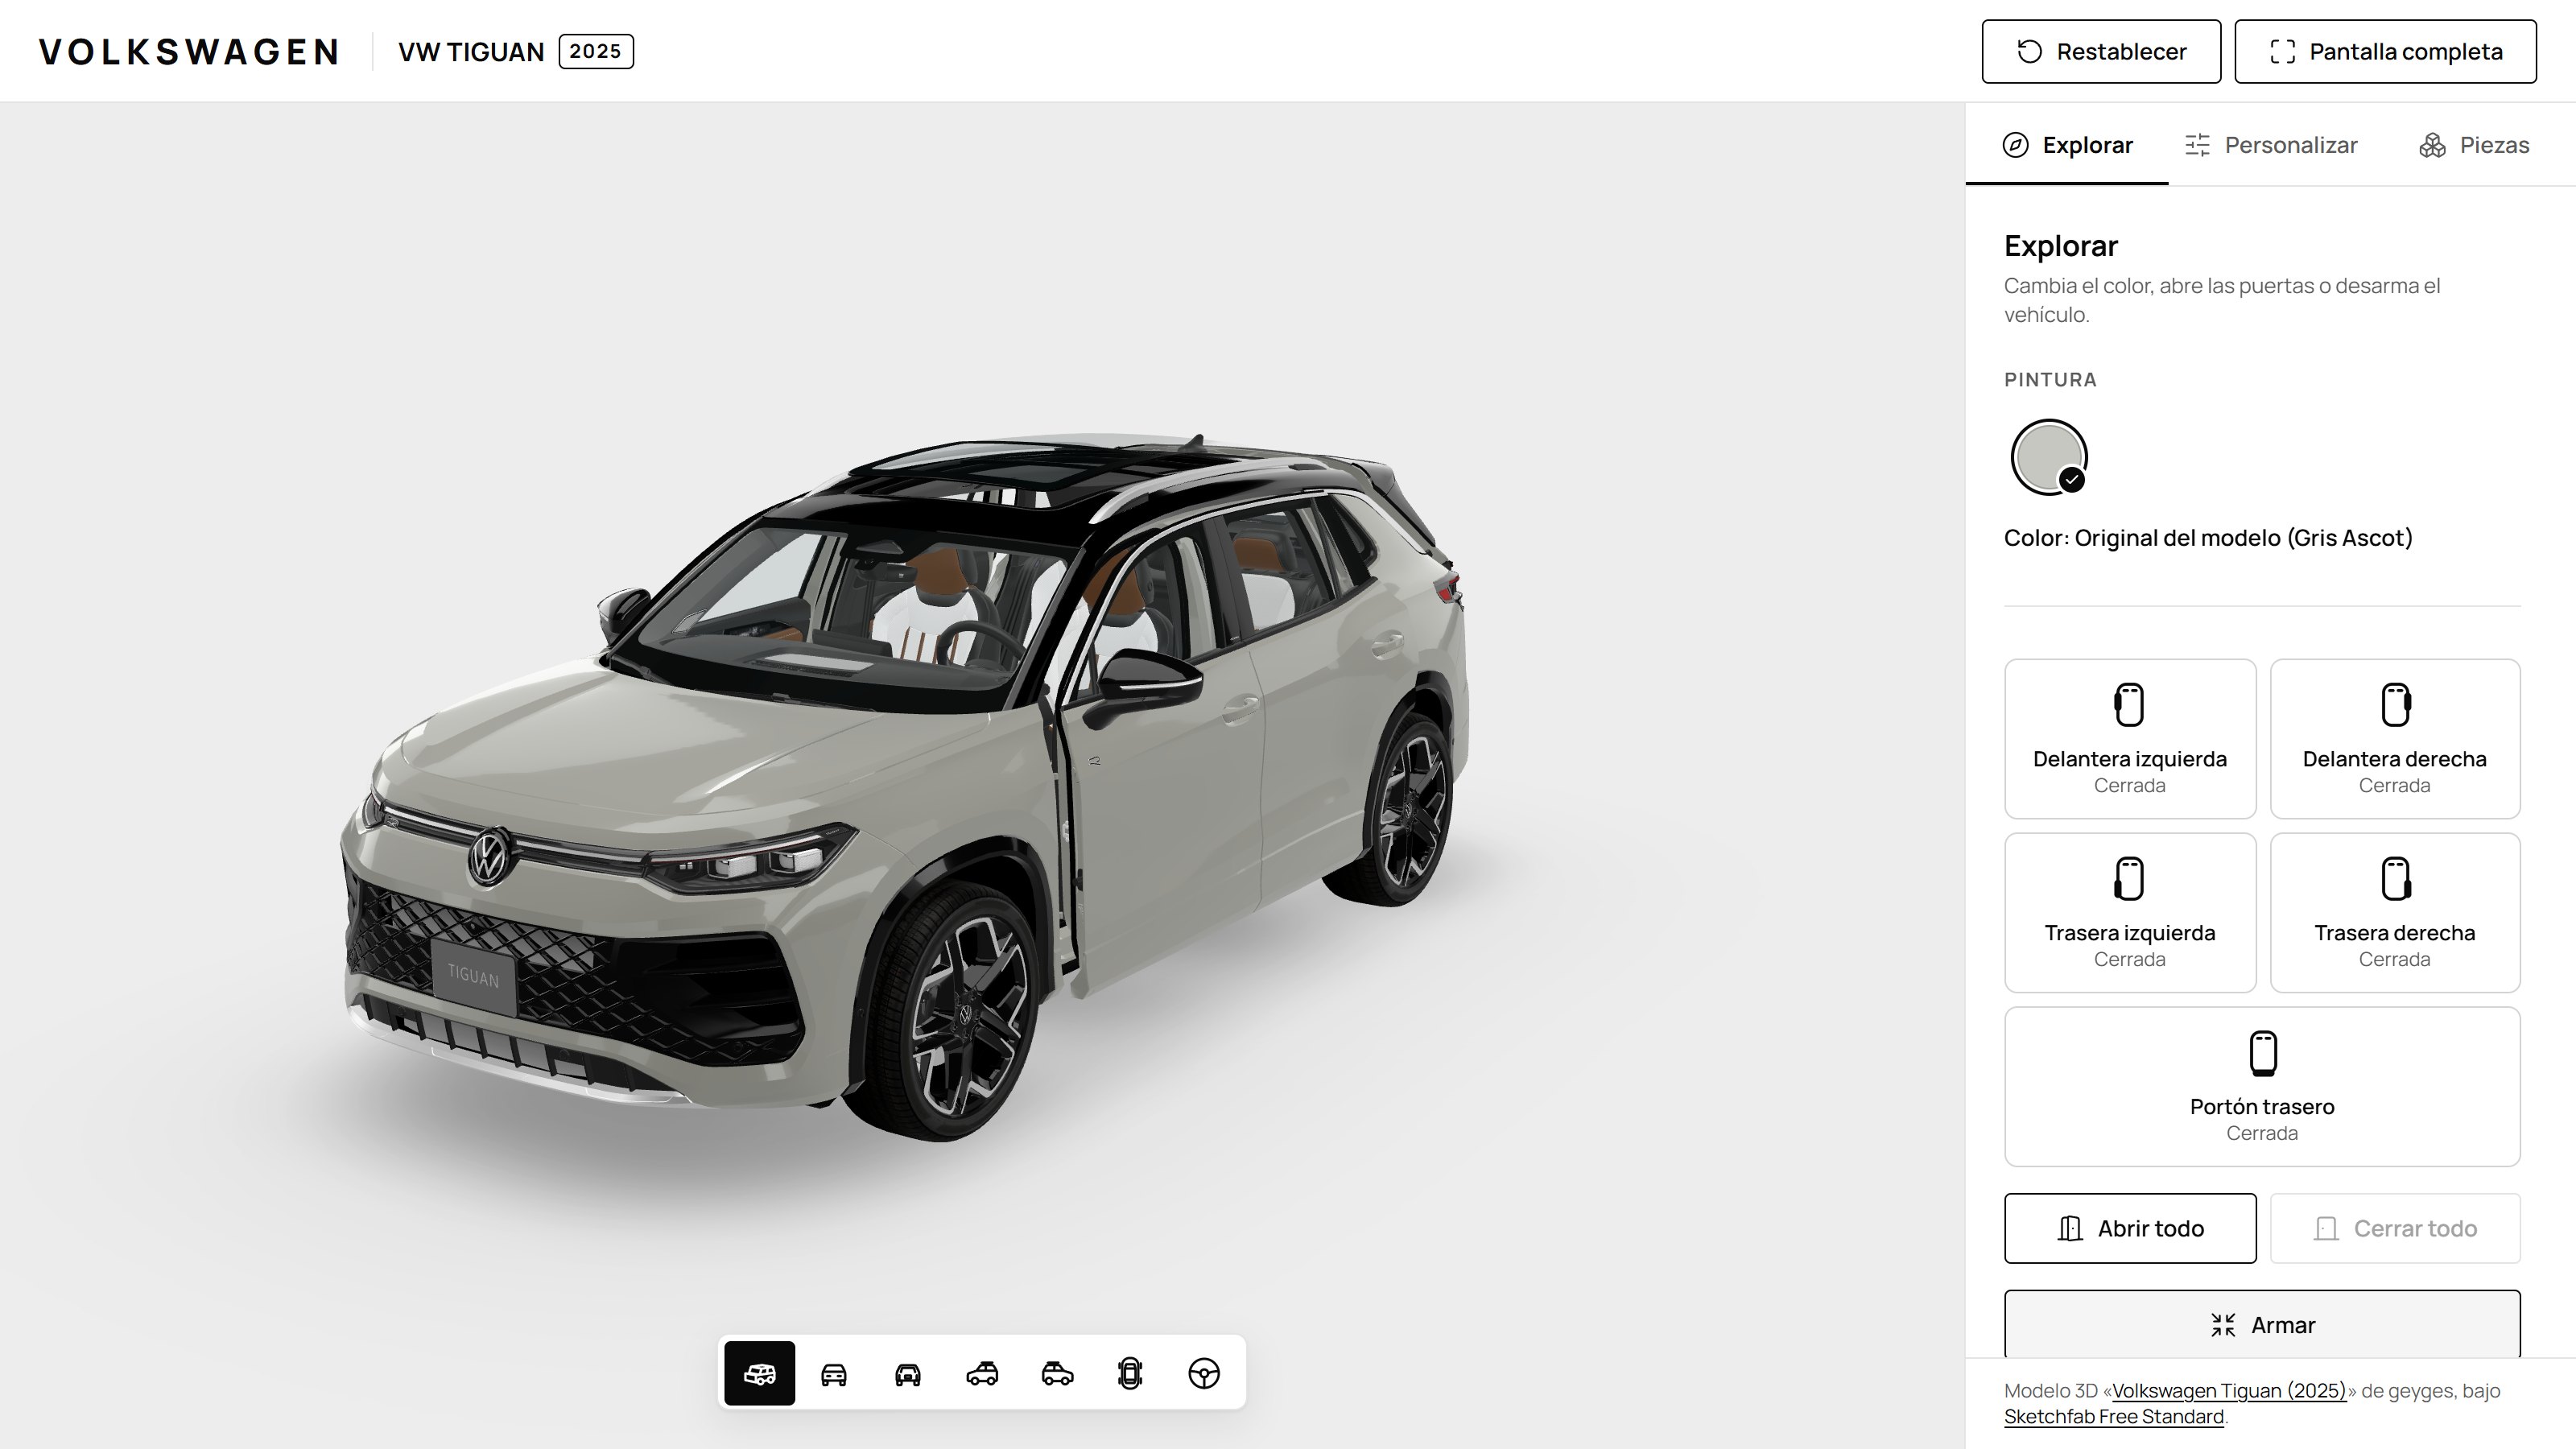 VOLKSWAGEN
VW TIGUAN
2025
Restablecer
Pantalla completa
Explorar
Personalizar
Piezas
Explorar
Cambia el color, abre las puertas o desarma el
vehículo.
PINTURA
Color: Original del modelo (Gris Ascot)
Delantera izquierda
Cerrada
Delantera derecha
Cerrada
Trasera izquierda
Cerrada
Trasera derecha
Cerrada
Portón trasero
Cerrada
Abrir todo
Cerrar todo
Armar
Modelo 3D «Volkswagen Tiguan (2025)» de geyges, bajo
Sketchfab Free Standard.
TIGUAN